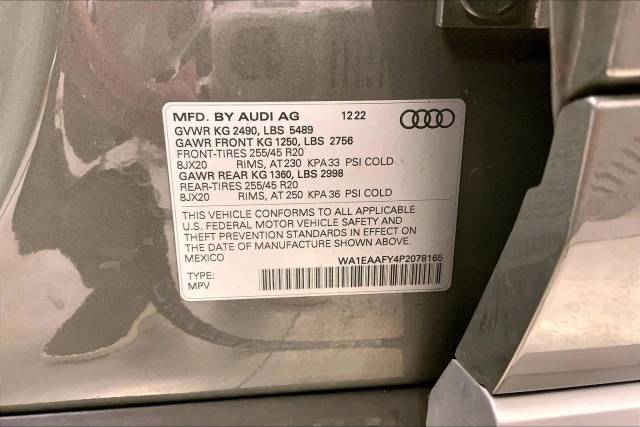 MFD. BY AUDI AG 1222
GVWR KG 2490, LBS 5489
GAWR FRONT KG 1250, LBS 2756
FRONT-TIRES 255/45 R20
8JX20 RIMS, AT 230 KPA 33 PSI COLD
GAWR REAR KG 1360, LBS 2998
REAR-TIRES 255/45 R20
8JX20 RIMS, AT 250 KPA 36 PSI COLD
THIS VEHICLE CONFORMS TO ALL APPLICABLE
U.S. FEDERAL MOTOR VEHICLE SAFETY AND
THEFT PREVENTION STANDARDS IN EFFECT ON
THE DATE OF MANUFACTURE SHOWN ABOVE.
MEXICO WA1EAAFY4P2078165
TYPE:
MPV